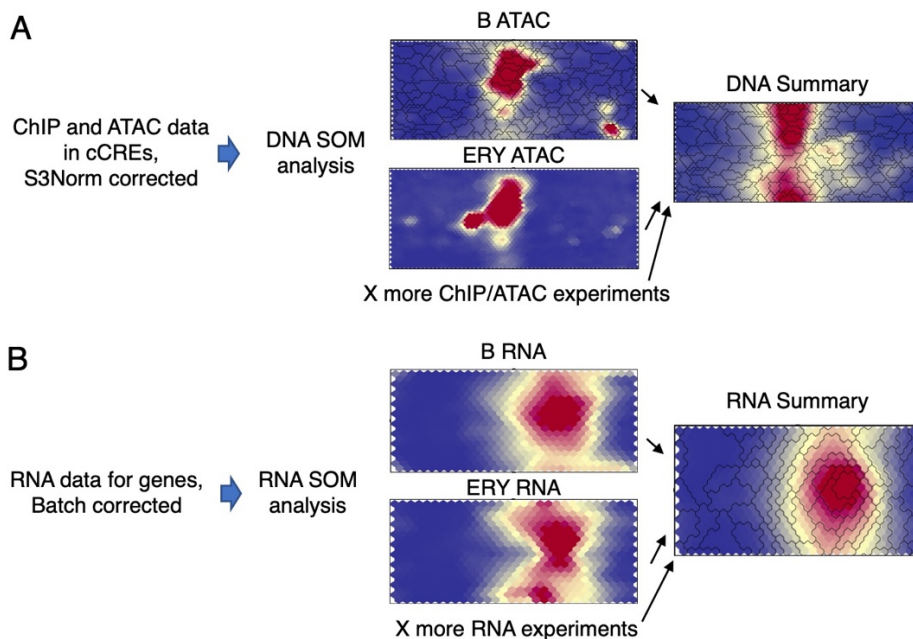 A
B ATAC
ChIP and ATAC data
in cCREs,
S3Norm corrected
DNA SOM
analysis
ERY ATAC
DNA Summary
X more ChIP/ATAC experiments
B
B RNA
RNA data for genes,
Batch corrected
RNA SOM
analysis
ERY RNA
RNA Summary
X more RNA experiments